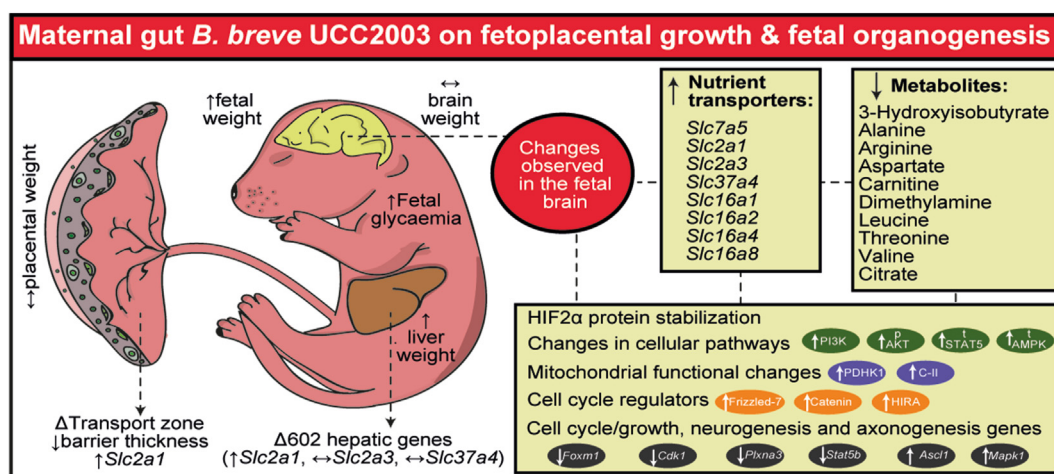 Maternal gut B. breve UCC2003 on fetoplacental growth & fetal organogenesis
↔placental weight
↑fetal
weight
↔
brain
weight
↑Fetal
glycaemia
↑
liver
weight
ΔTransport zone
↓barrier thickness
↑Slc2a1
Δ602 hepatic genes
(↑Slc2a1, ↔Slc2a3, ↔Slc37a4)
Changes
observed
in the fetal
brain
↑ Nutrient
transporters:
Slc7a5
Slc2a1
Slc2a3
Slc37a4
Slc16a1
Slc16a2
Slc16a4
Slc16a8
↓ Metabolites:
3-Hydroxyisobutyrate
Alanine
Arginine
Aspartate
Carnitine
Dimethylamine
Leucine
Threonine
Valine
Citrate
HIF2α protein stabilization
Changes in cellular pathways ↑PI3K ↑pAKT ↑tSTAT5 ↑tAMPK
Mitochondrial functional changes ↑PDHK1 ↑C-II
Cell cycle regulators ↑Frizzled-7 ↑Catenin ↑HIRA
Cell cycle/growth, neurogenesis and axonogenesis genes
↓Foxm1 ↓Cdk1 ↓Plxna3 ↓Stat5b ↑Ascl1 ↑Mapk1